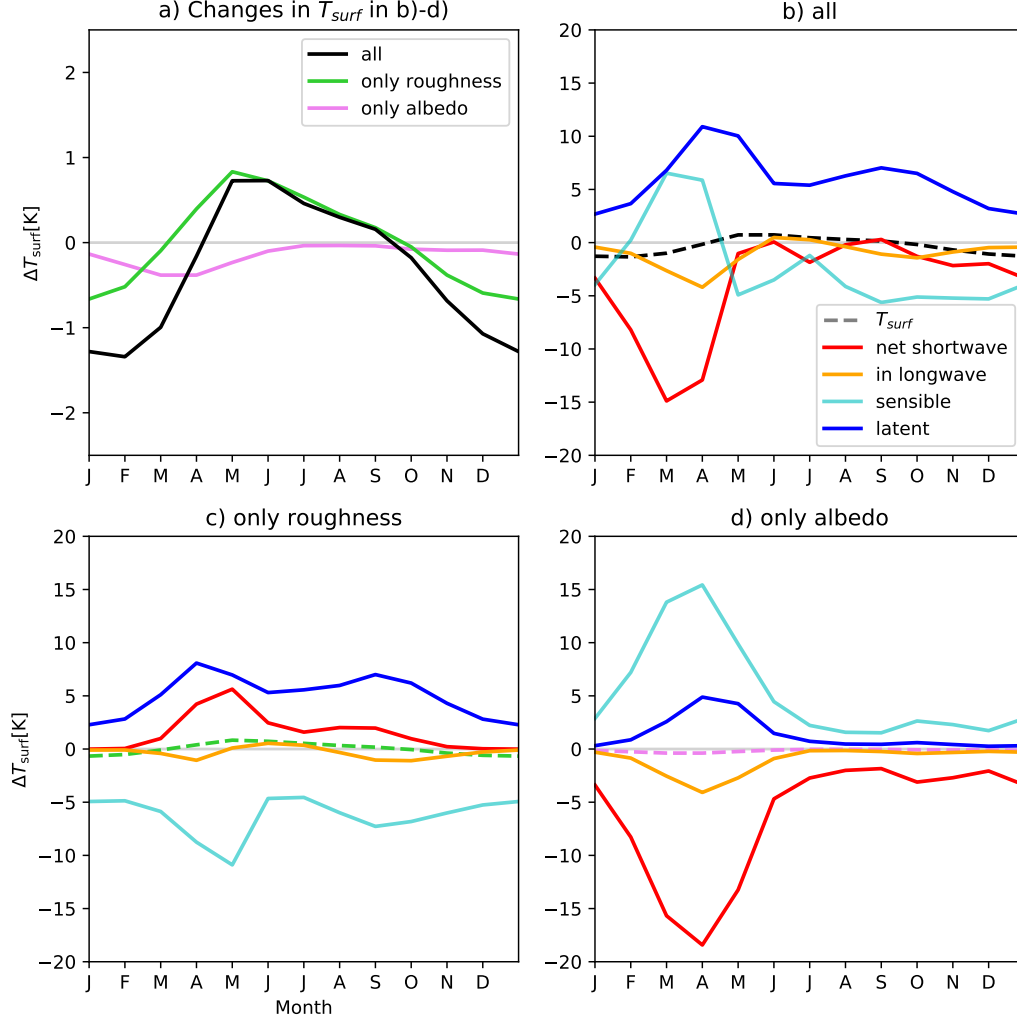 a) Changes in T_surf in b)-d)
ΔT_surf[K]
2
1
0
−1
−2
all
only roughness
only albedo
J F M A M J J A S O N D
b) all
20
15
10
5
0
−5
−10
−15
−20
T_surf
net shortwave
in longwave
sensible
latent
J F M A M J J A S O N D
c) only roughness
ΔT_surf[K]
20
15
10
5
0
−5
−10
−15
−20
J F M A M J J A S O N D
Month
d) only albedo
20
15
10
5
0
−5
−10
−15
−20
J F M A M J J A S O N D